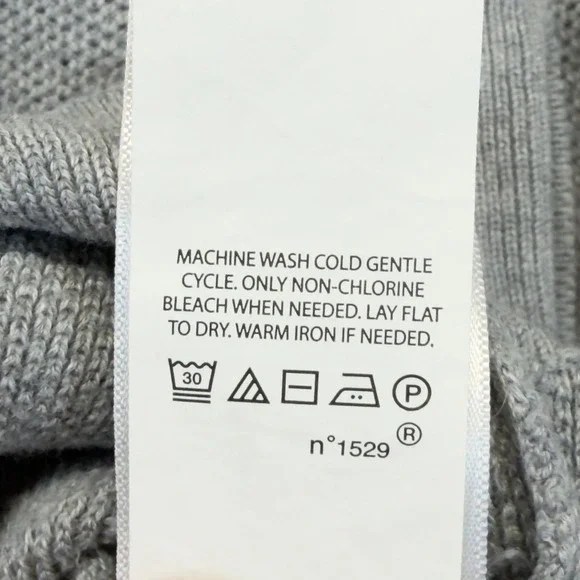 MACHINE WASH COLD GENTLE
CYCLE. ONLY NON-CHLORINE
BLEACH WHEN NEEDED. LAY FLAT
TO DRY. WARM IRON IF NEEDED.
30 P
n°1529 ®